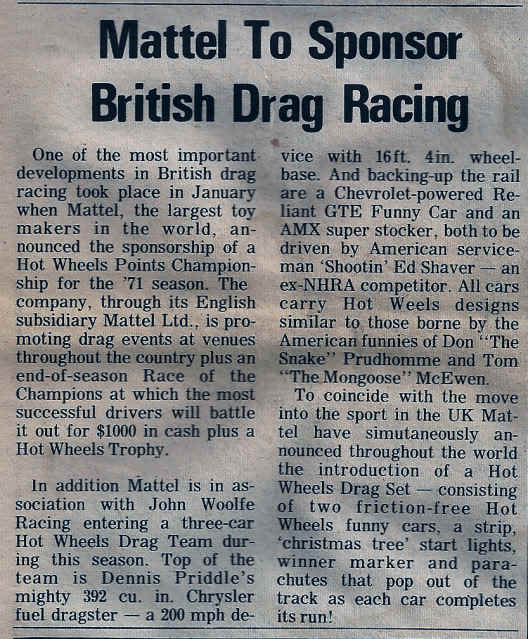 Mattel To Sponsor
British Drag Racing
One of the most important
developments in British drag
racing took place in January
when Mattel, the largest toy
makers in the world, an-
nounced the sponsorship of a
Hot Wheels Points Champion-
ship for the '71 season. The
company, through its English
subsidiary Mattel Ltd., is pro-
moting drag events at venues
throughout the country plus an
end-of-season Race of the
Champions at which the most
successful drivers will battle
it out for $1000 in cash plus a
Hot Wheels Trophy.
In addition Mattel is in as-
sociation with John Woolfe
Racing entering a three-car
Hot Wheels Drag Team dur-
ing this season. Top of the
team is Dennis Priddle's
mighty 392 cu. in. Chrysler
fuel dragster — a 200 mph de-
vice with 16ft. 4in. wheel-
base. And backing-up the rail
are a Chevrolet-powered Re-
liant GTE Funny Car and an
AMX super stocker, both to be
driven by American service-
man 'Shootin' Ed Shaver — an
ex-NHRA competitor. All cars
carry Hot Weels designs
similar to those borne by the
American funnies of Don "The
Snake" Prudhomme and Tom
"The Mongoose" McEwen.
To coincide with the move
into the sport in the UK Mat-
tel have simutaneously an-
nounced throughout the world
the introduction of a Hot
Wheels Drag Set — consisting
of two friction-free Hot
Wheels funny cars, a strip,
'christmas tree' start lights,
winner marker and para-
chutes that pop out of the
track as each car completes
its run!